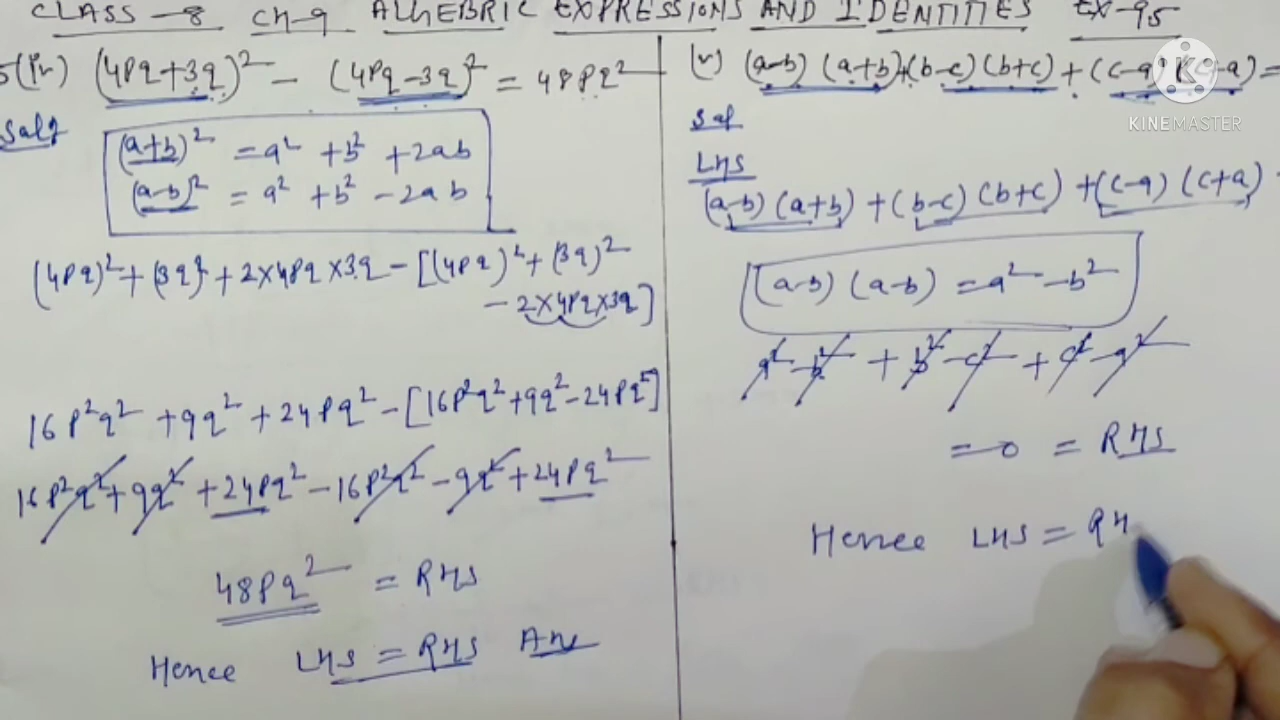 CLASS -8 CH-9 ALGEBRIC EXPRESSIONS AND IDENTITIES EX-95
5(iv) (4Pq+3q)² - (4Pq-3q)² = 48Pq²
Sol?
(a+b)² = a² + b² + 2ab
(a-b)² = a² + b² - 2ab
(4Pq)² + (3q)² + 2×4Pq×3q - [(4Pq)² + (3q)²
- 2×4Pq×3q]
16P²q² + 9q² + 24Pq² - [16P²q² + 9q² - 24Pq²]
16P²q² + 9q² + 24Pq² - 16P²q² - 9q² + 24Pq²
48Pq² = RHS
Hence LHS = RHS Ans
(v) (a-b) (a+b) + (b-c) (b+c) + (c-a) (c+a) =
Sol
LHS
(a-b) (a+b) + (b-c) (b+c) + (c-a) (c+a)
(a-b) (a-b) = a² - b²
a² - b² + b² - c² + c² - a²
= 0 = RHS
Hence LHS = RH
KINEMASTER